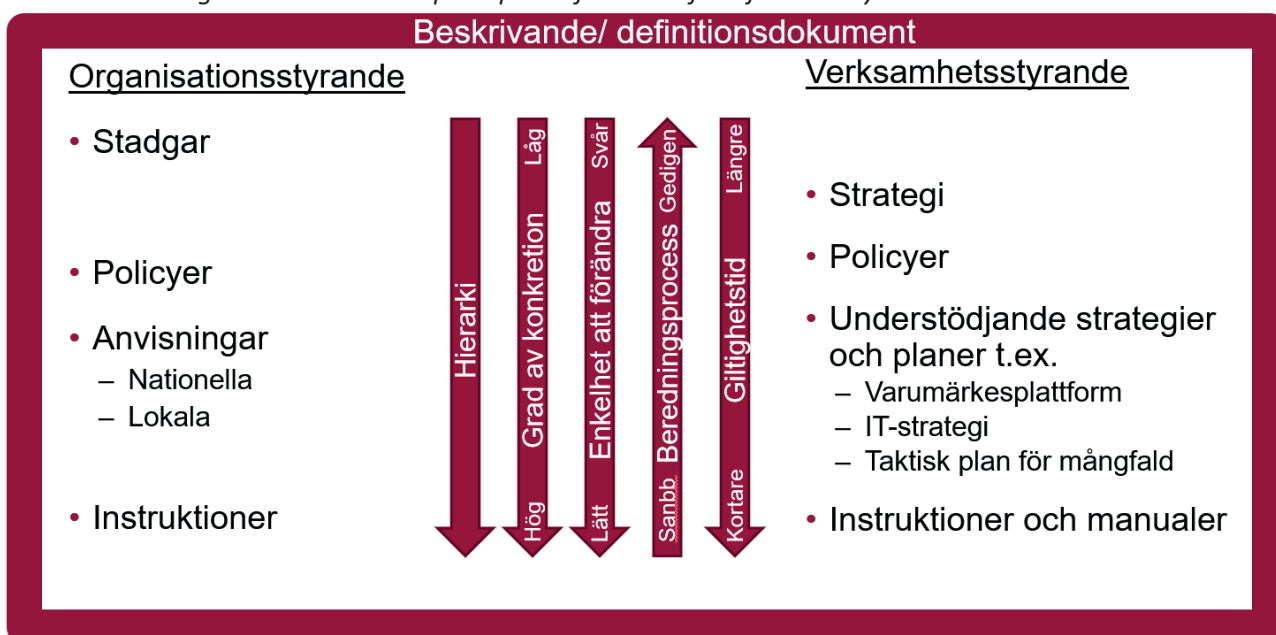 Beskrivande/ definitionsdokument
Organisationsstyrande
• Stadgar
• Policyer
• Anvisningar
– Nationella
– Lokala
• Instruktioner
Hierarki
Låg
Grad av konkretion
Hög
Svår
Enkelhet att förändra
Lätt
Gedigen
Beredningsprocess
Sanbb
Längre
Giltighetstid
Kortare
Verksamhetsstyrande
• Strategi
• Policyer
• Understödjande strategier
och planer t.ex.
– Varumärkesplattform
– IT-strategi
– Taktisk plan för mångfald
• Instruktioner och manualer